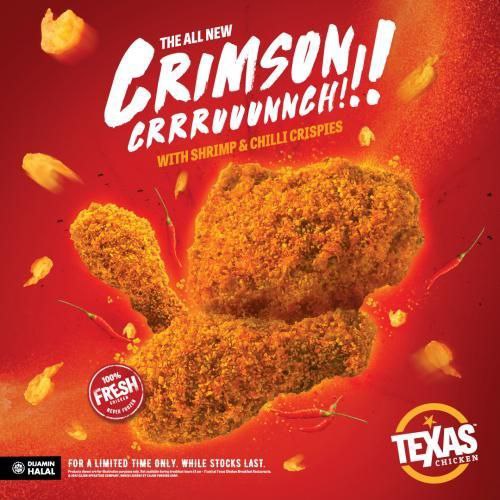 THE ALL NEW
CRIMSON!!!
CRRRUUUNNCH!
WITH SHRIMP & CHILLI CRISPIES
100%
FRESH
CHICKEN
NEVER FROZEN
TEXAS
CHICKEN
DIJAMIN
HALAL
FOR A LIMITED TIME ONLY. WHILE STOCKS LAST.